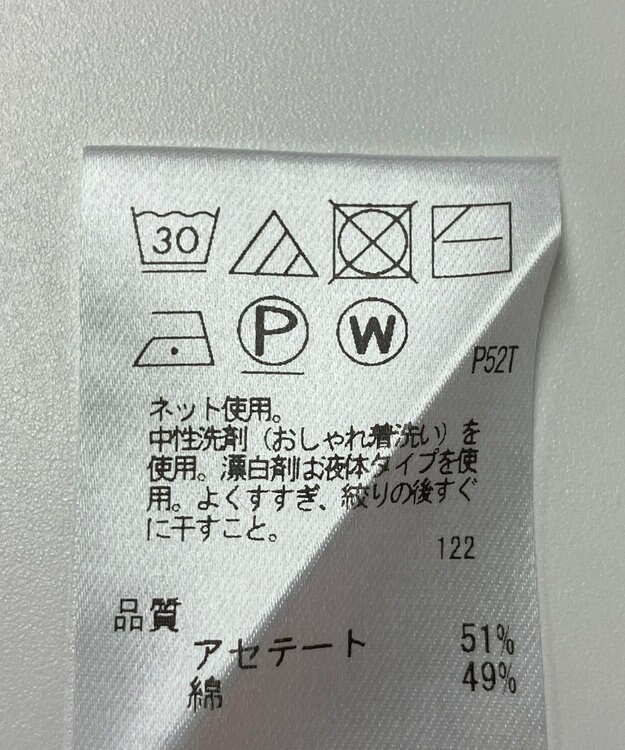 30
P W
P52T
ネット使用。
中性洗剤（おしゃれ着洗い）を
使用。漂白剤は液体タイプを使
用。よくすすぎ、絞りの後すぐ
に干すこと。
122
品質
アセテート 51%
綿 49%